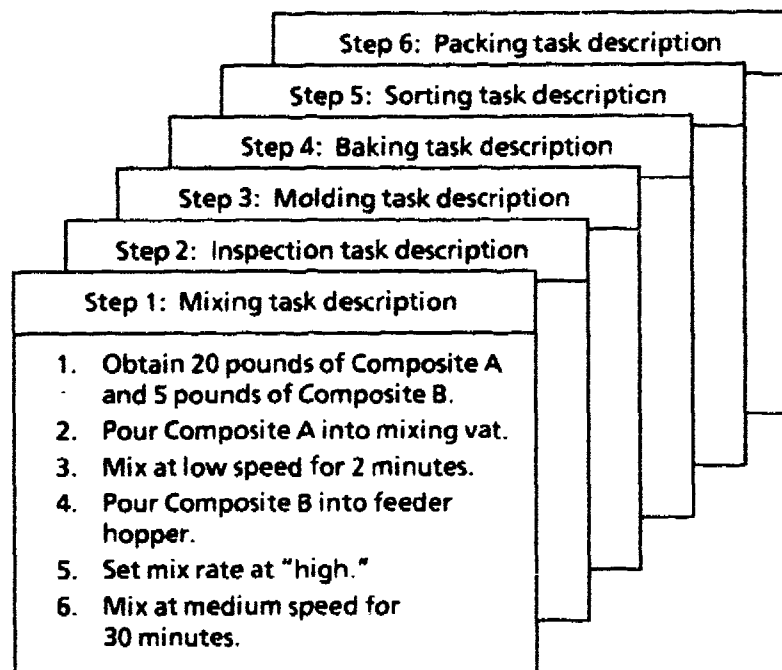 Step 6: Packing task description
Step 5: Sorting task description
Step 4: Baking task description
Step 3: Molding task description
Step 2: Inspection task description
Step 1: Mixing task description
1. Obtain 20 pounds of Composite A
and 5 pounds of Composite B.
2. Pour Composite A into mixing vat.
3. Mix at low speed for 2 minutes.
4. Pour Composite B into feeder
hopper.
5. Set mix rate at "high."
6. Mix at medium speed for
30 minutes.